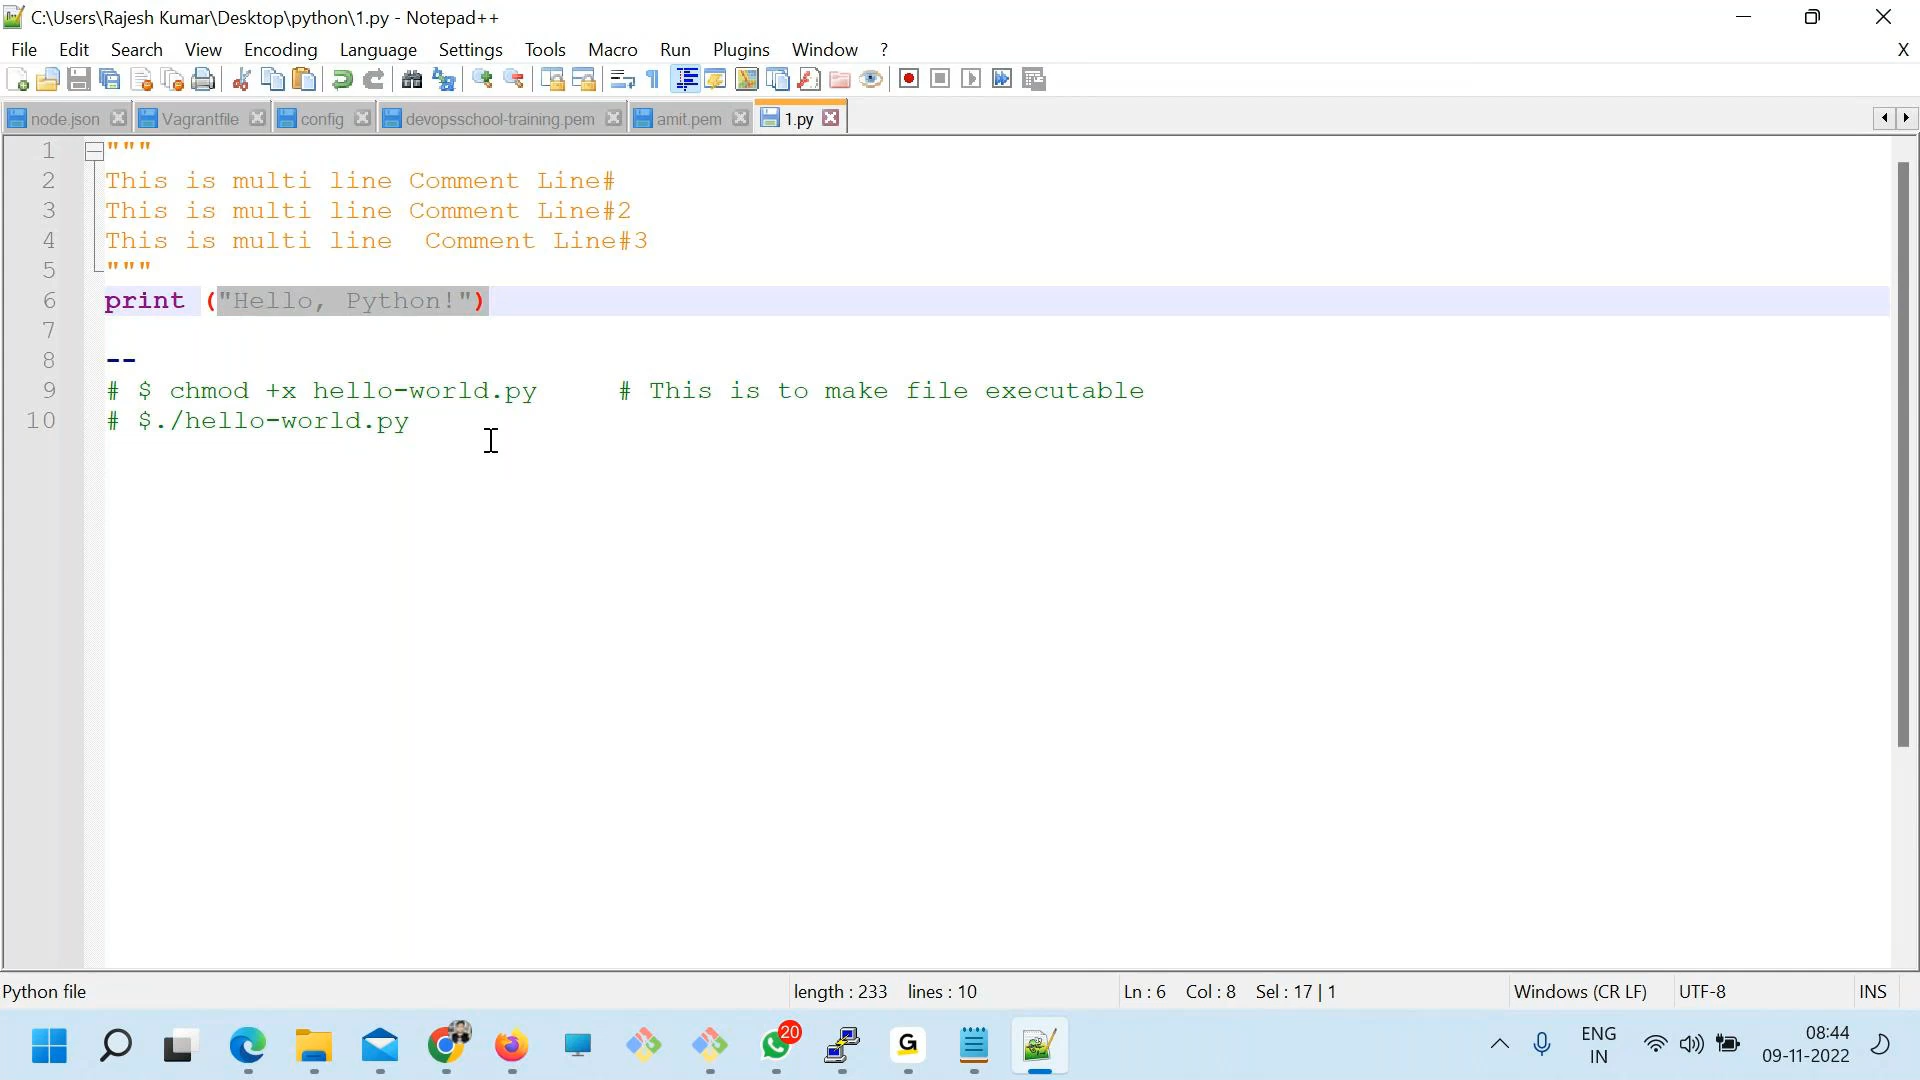 C:\Users\Rajesh Kumar\Desktop\python\1.py - Notepad++
File Edit Search View Encoding Language Settings Tools Macro Run Plugins Window ? X
node.json Vagrantfile config devopsschool-training.pem amit.pem 1.py
1 """
2 This is multi line Comment Line#
3 This is multi line Comment Line#2
4 This is multi line  Comment Line#3
5 """
6 print ("Hello, Python!")
7
8 --
9 # $ chmod +x hello-world.py     # This is to make file executable
10 # $./hello-world.py
Python file length : 233 lines : 10 Ln : 6 Col : 8 Sel : 17 | 1 Windows (CR LF) UTF-8 INS
20 G ENG 08:44
IN 09-11-2022